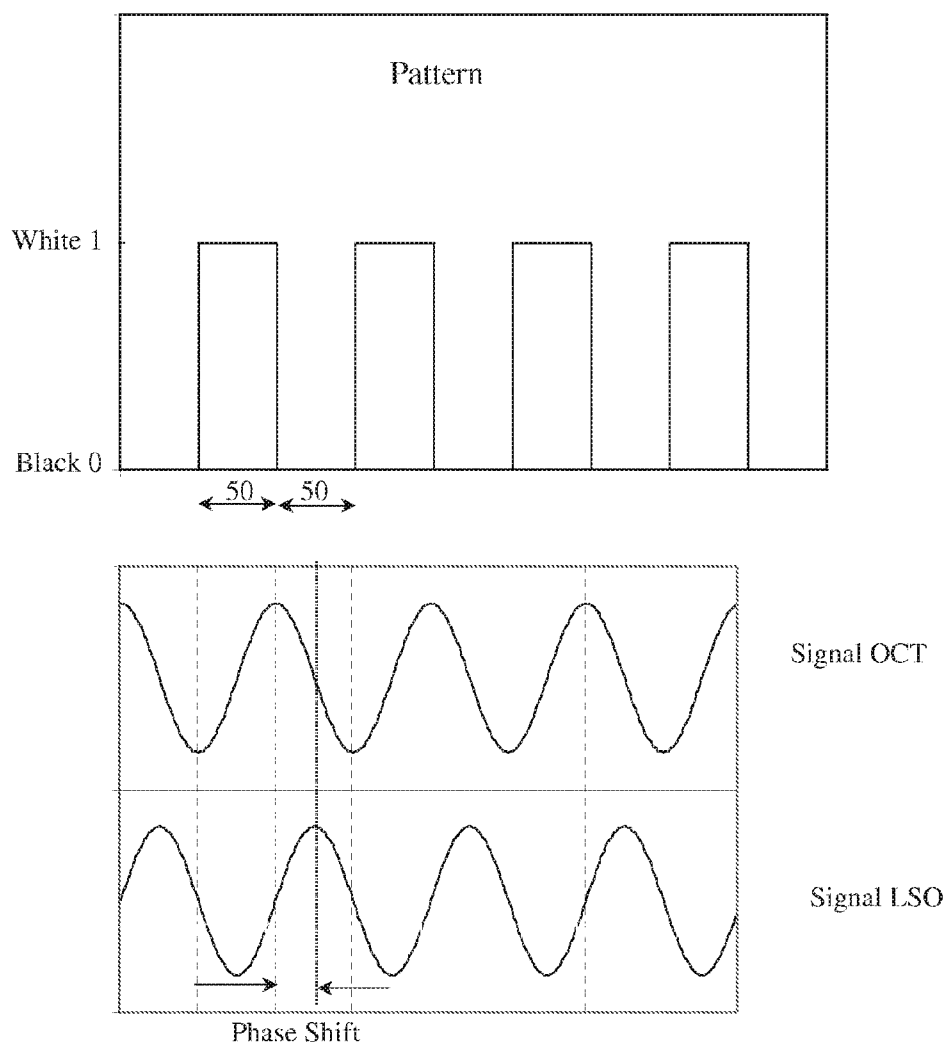 Pattern
White 1
Black 0
50 50
Signal OCT
Signal LSO
Phase Shift